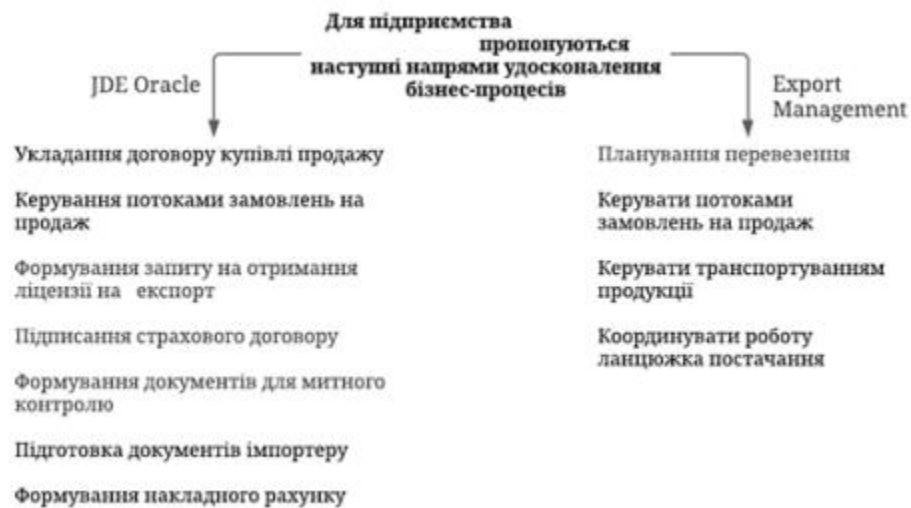 Для підприємства
пропонуються
наступні напрями удосконалення
бізнес-процесів
JDE Oracle
Export
Management
Укладання договору купівлі продажу
Керування потоками замовлень на
продаж
Формування запиту на отримання
ліцензії на експорт
Підписання страхового договору
Формування документів для митного
контролю
Підготовка документів імпортеру
Формування накладного рахунку
Планування перевезення
Керувати потоками
замовлень на продаж
Керувати транспортуванням
продукції
Координувати роботу
ланцюжка постачання